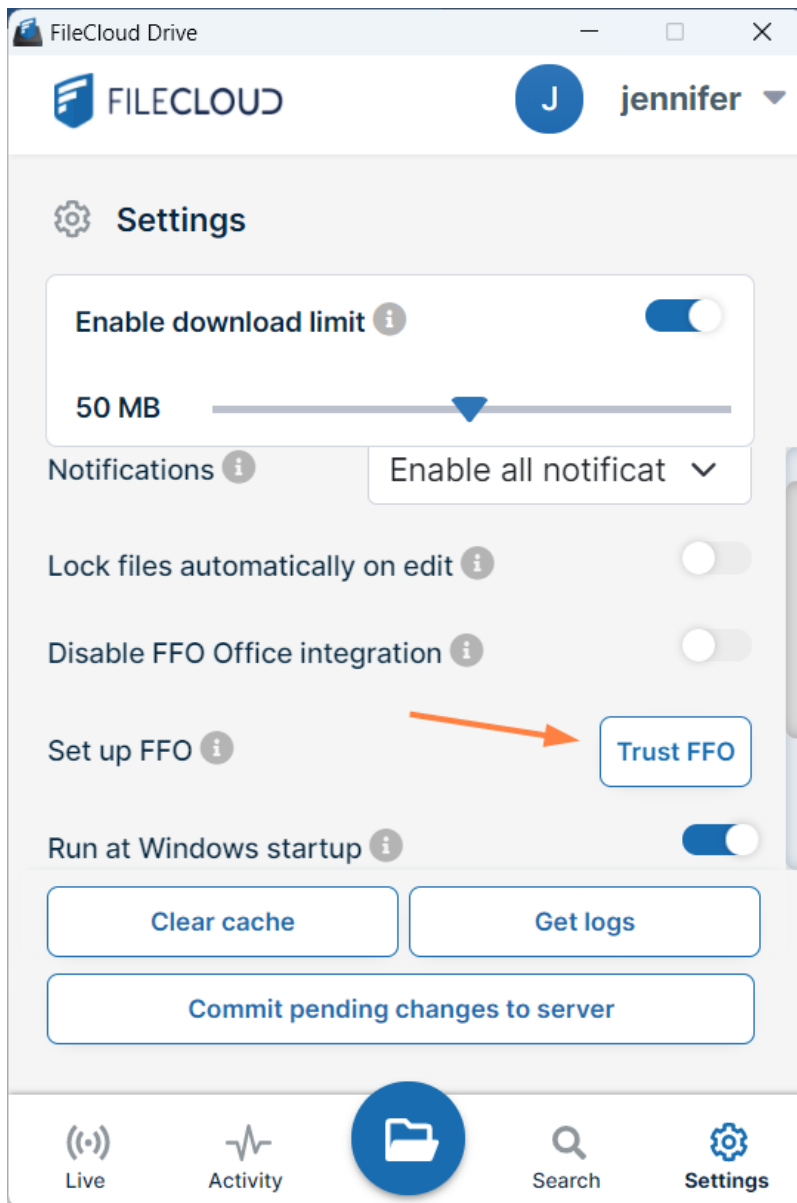 FileCloud Drive
FILECLOUD
J
jennifer
Settings
Enable download limit
50 MB
Notifications
Enable all notificat
Lock files automatically on edit
Disable FFO Office integration
Set up FFO
Trust FFO
Run at Windows startup
Clear cache
Get logs
Commit pending changes to server
Live
Activity
Search
Settings